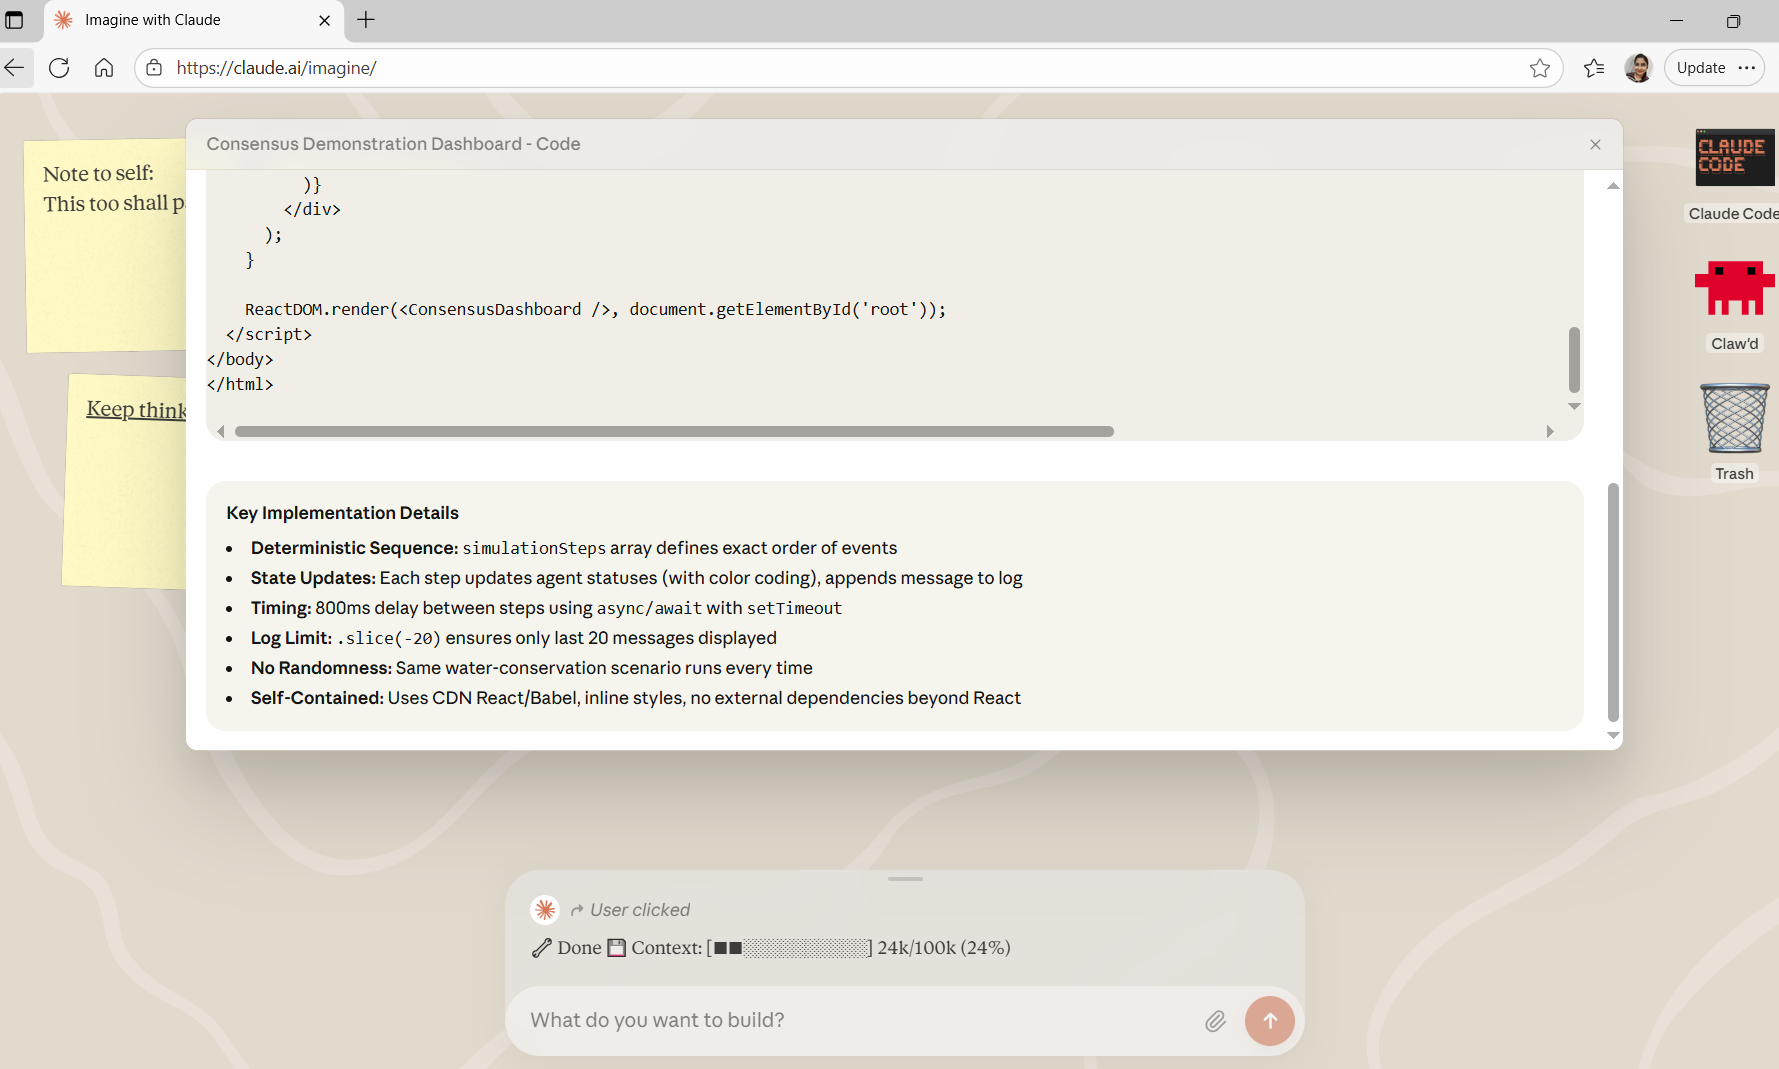 Imagine with Claude
https://claude.ai/imagine/
Update
Note to self:
This too shall p
Keep think
Consensus Demonstration Dashboard - Code
)}
</div>
);
}
ReactDOM.render(<ConsensusDashboard />, document.getElementById('root'));
</script>
</body>
</html>
Key Implementation Details
• Deterministic Sequence: simulationSteps array defines exact order of events
• State Updates: Each step updates agent statuses (with color coding), appends message to log
• Timing: 800ms delay between steps using async/await with setTimeout
• Log Limit: .slice(-20) ensures only last 20 messages displayed
• No Randomness: Same water-conservation scenario runs every time
• Self-Contained: Uses CDN React/Babel, inline styles, no external dependencies beyond React
CLAUDE
CODE
Claude Code
Claw'd
Trash
User clicked
Done 💾 Context: [■■░░░░░░░░] 24k/100k (24%)
What do you want to build?